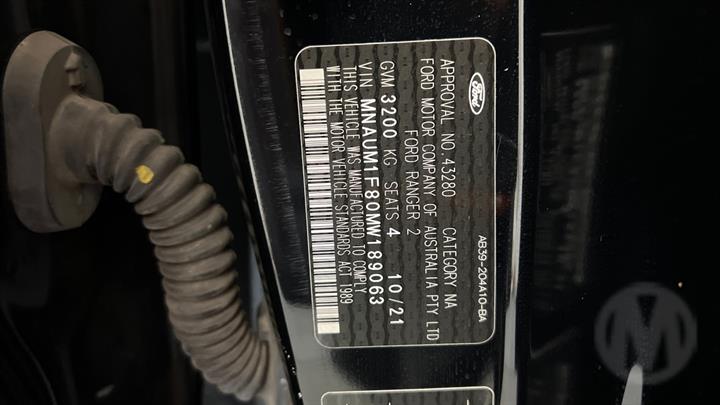 Ford
APPROVAL NO. 43280 CATEGORY NA
FORD MOTOR COMPANY OF AUSTRALIA PTY LTD
FORD RANGER 2
GVM 3200 KG SEATS 4 10/21
VIN MNAUM1F80MW189063
THIS VEHICLE WAS MANUFACTURED TO COMPLY
WITH THE MOTOR VEHICLE STANDARDS ACT 1989
AB39-204A10-BA
M